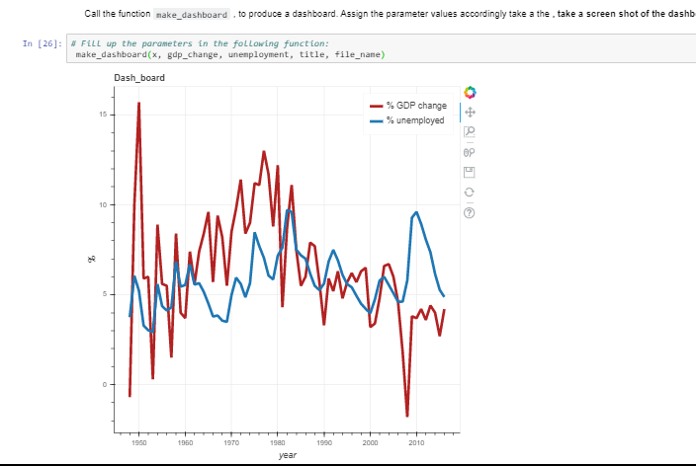 Call the function make_dashboard , to produce a dashboard. Assign the parameter values accordingly take a the , take a screen shot of the dashb
In [26]: # Fill up the parameters in the following function:
make_dashboard(x, gdp_change, unemployment, title, file_name)
Dash_board
% GDP change
% unemployed
15
10
%
5
0
1950 1960 1970 1980 1990 2000 2010
year